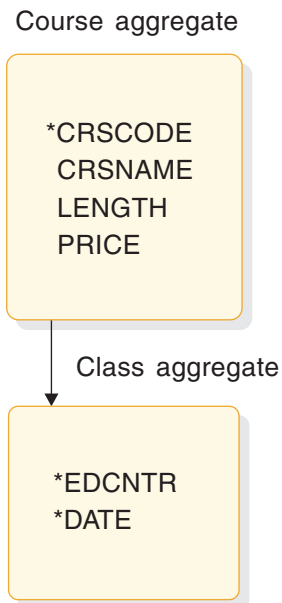 Course aggregate
*CRSCODE
CRSNAME
LENGTH
PRICE
Class aggregate
*EDCNTR
*DATE